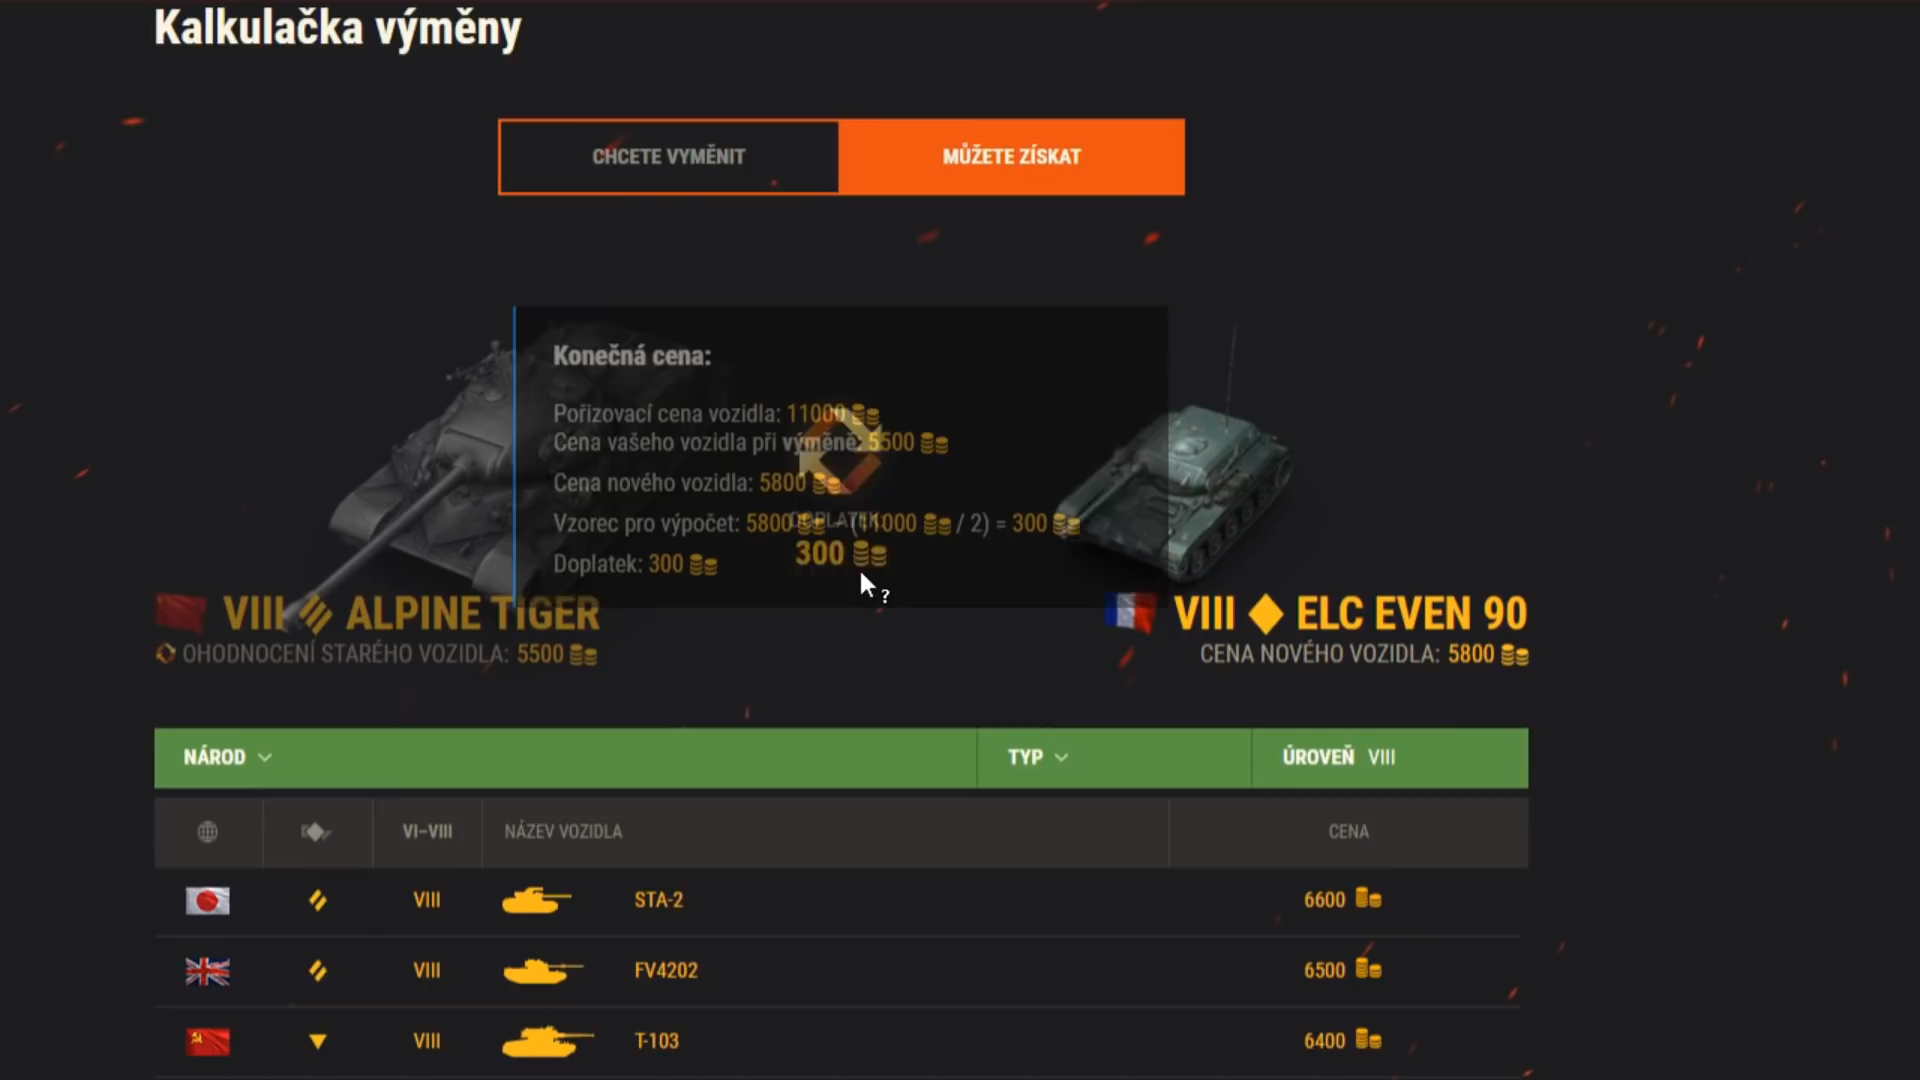 Kalkulačka výměny
CHCETE VYMĚNIT
MŮŽETE ZÍSKAT
Konečná cena:
Pořizovací cena vozidla: 11000
Cena vašeho vozidla při výměně: 5500
Cena nového vozidla: 5800
Vzorec pro výpočet: 5800 - (11000 / 2) = 300
DOPLATEK:
300
Doplatek: 300
VIII ALPINE TIGER
OHODNOCENÍ STARÉHO VOZIDLA: 5500
VIII ELC EVEN 90
CENA NOVÉHO VOZIDLA: 5800
NÁROD TYP ÚROVEŇ VIII
VI–VIII NÁZEV VOZIDLA CENA
VIII STA-2 6600
VIII FV4202 6500
VIII T-103 6400